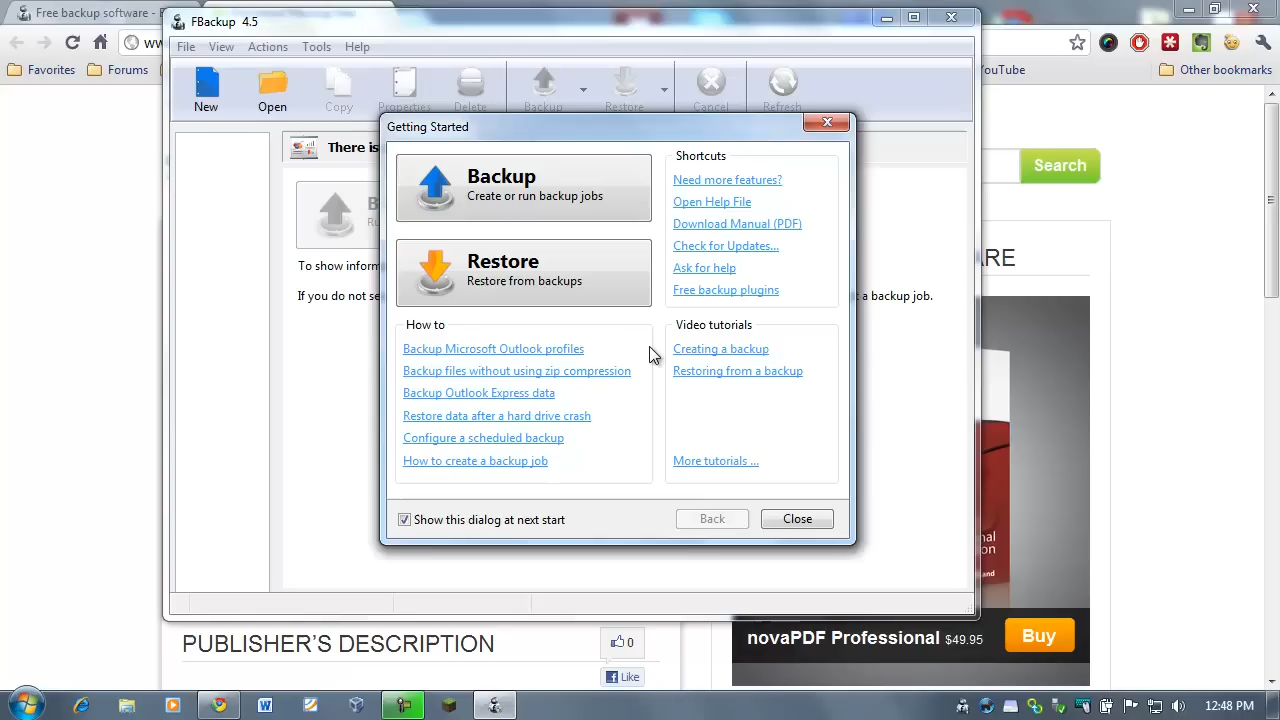 Free backup software -
FBackup 4.5
File View Actions Tools Help
ww
Favorites
Forums
YouTube
Other bookmarks
New
Open
Copy
Properties
Delete
Backup
Restore
Cancel
Refresh
Getting Started
There is
Backup
Create or run backup jobs
Restore
Restore from backups
Shortcuts
Need more features?
Open Help File
Download Manual (PDF)
Check for Updates...
Ask for help
Free backup plugins
Search
To show inform
If you do not se
t a backup job.
How to
Backup Microsoft Outlook profiles
Backup files without using zip compression
Backup Outlook Express data
Restore data after a hard drive crash
Configure a scheduled backup
How to create a backup job
Video tutorials
Creating a backup
Restoring from a backup
More tutorials ...
Show this dialog at next start
Back
Close
PUBLISHER'S DESCRIPTION
0
Like
novaPDF Professional $49.95
Buy
12:48 PM